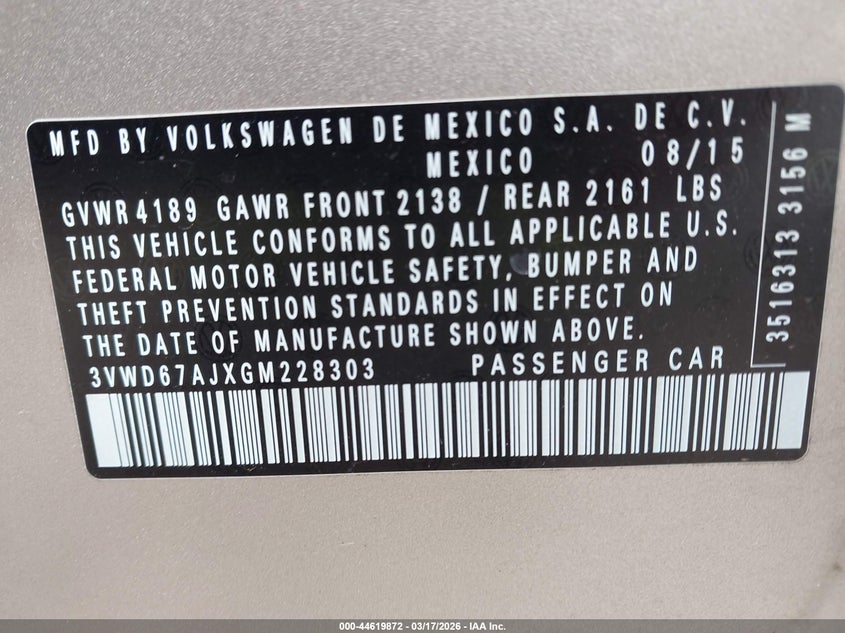 MFD BY VOLKSWAGEN DE MEXICO S.A. DE C.V.
MEXICO 08/15
GVWR 4189 GAWR FRONT 2138 / REAR 2161 LBS
THIS VEHICLE CONFORMS TO ALL APPLICABLE U.S.
FEDERAL MOTOR VEHICLE SAFETY, BUMPER AND
THEFT PREVENTION STANDARDS IN EFFECT ON
THE DATE OF MANUFACTURE SHOWN ABOVE.
3VWD67AJXGM228303 PASSENGER CAR
3516313 3156 M
000-44619872 — 03/17/2026 — IAA Inc.